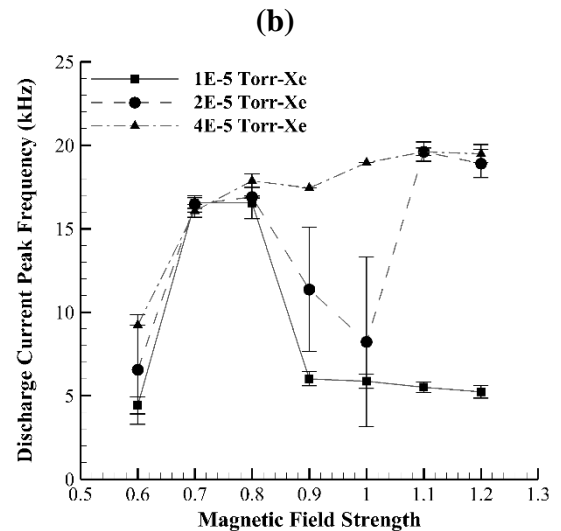 (b)
25
20
15
10
5
0
Discharge Current Peak Frequency (kHz)
1E-5 Torr-Xe
2E-5 Torr-Xe
4E-5 Torr-Xe
0.5 0.6 0.7 0.8 0.9 1 1.1 1.2 1.3
Magnetic Field Strength